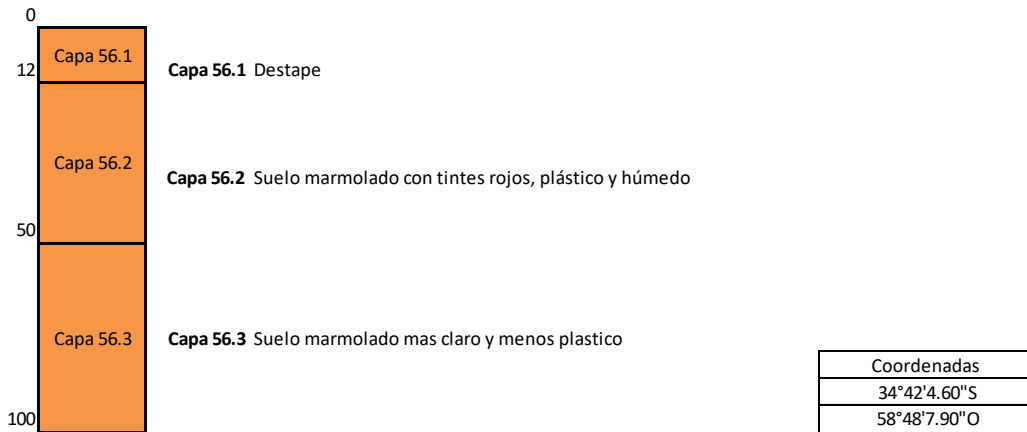 0
Capa 56.1
12
Capa 56.1 Destape
Capa 56.2
Capa 56.2 Suelo marmolado con tintes rojos, plástico y húmedo
50
Capa 56.3
Capa 56.3 Suelo marmolado mas claro y menos plastico
Coordenadas
34°42'4.60"S
58°48'7.90"O
100